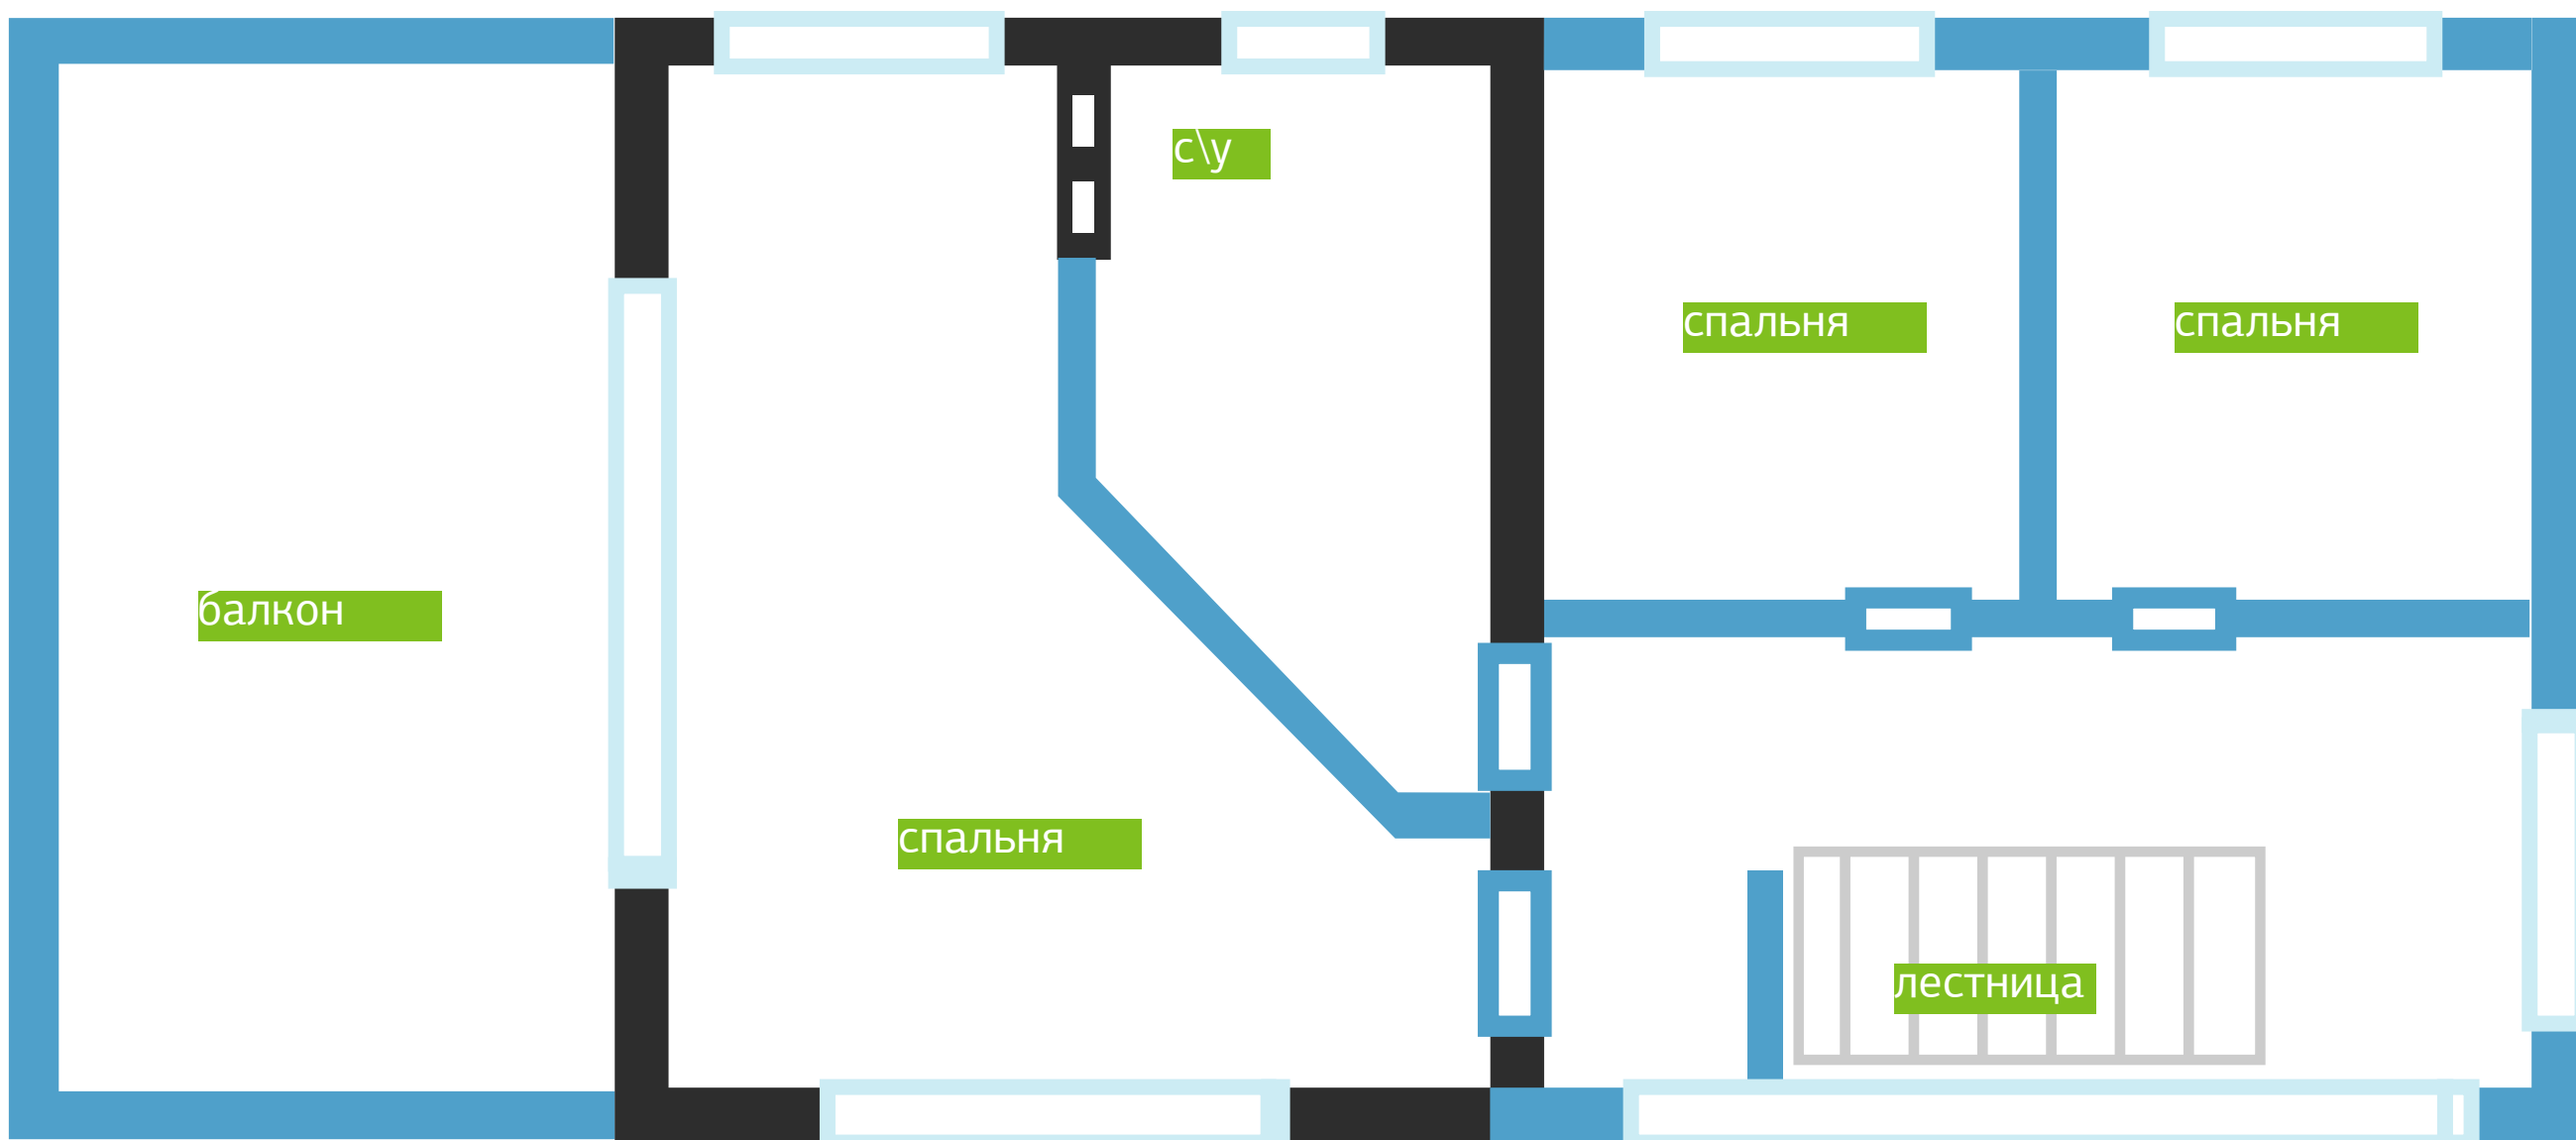 с\у
спальня
спальня
балкон
спальня
лестница